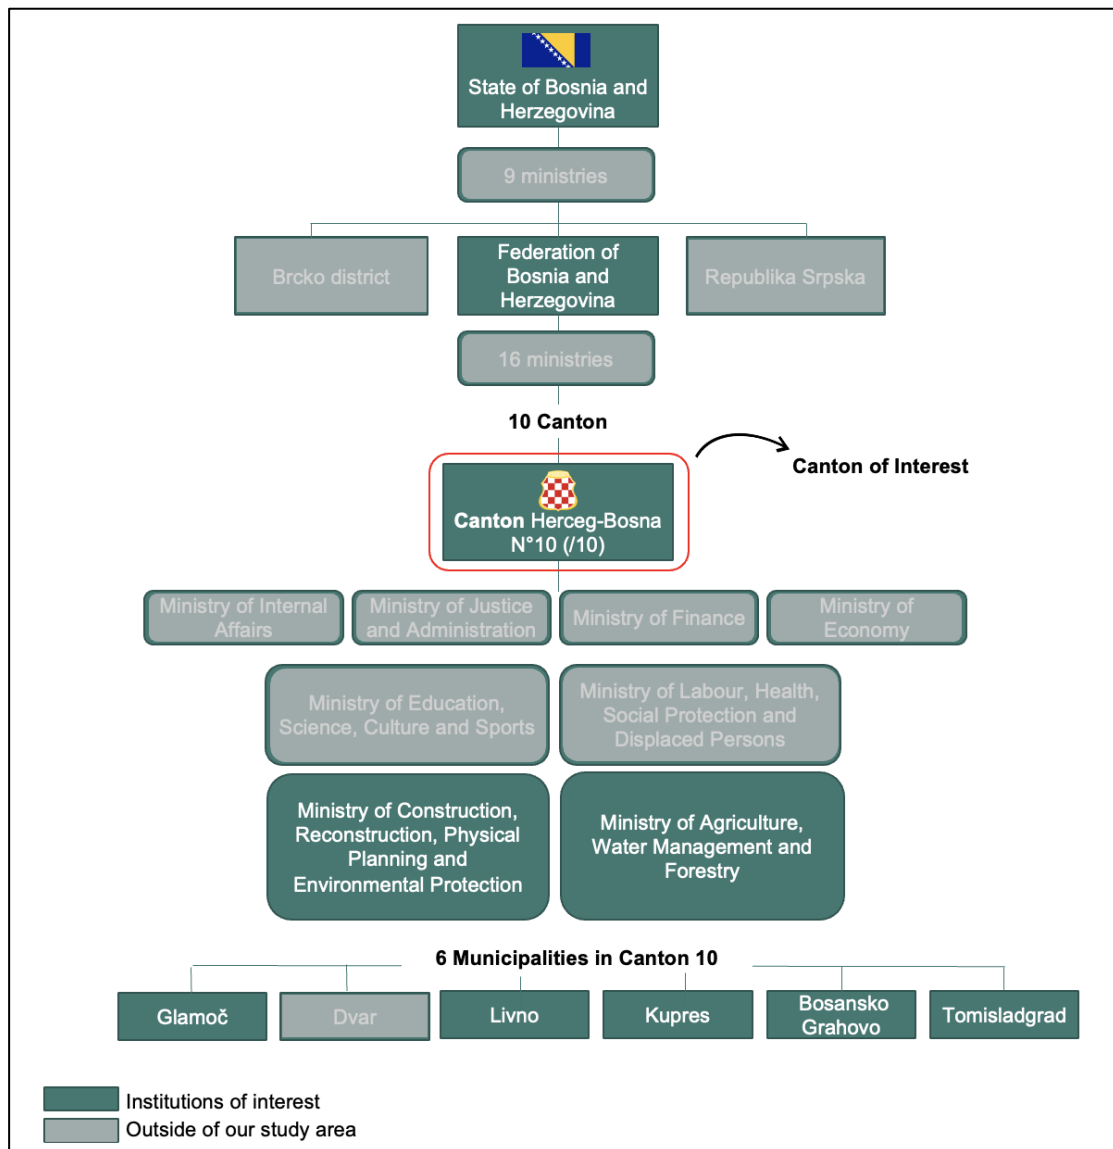 State of Bosnia and
Herzegovina
9 ministries
Brcko district
Federation of
Bosnia and
Herzegovina
Republika Srpska
16 ministries
10 Canton
Canton of Interest
Canton Herceg-Bosna
N°10 (/10)
Ministry of Internal
Affairs
Ministry of Justice
and Administration
Ministry of Finance
Ministry of
Economy
Ministry of Education,
Science, Culture and Sports
Ministry of Labour, Health,
Social Protection and
Displaced Persons
Ministry of Construction,
Reconstruction, Physical
Planning and
Environmental Protection
Ministry of Agriculture,
Water Management and
Forestry
6 Municipalities in Canton 10
Glamoč
Dvar
Livno
Kupres
Bosansko
Grahovo
Tomisladgrad
Institutions of interest
Outside of our study area